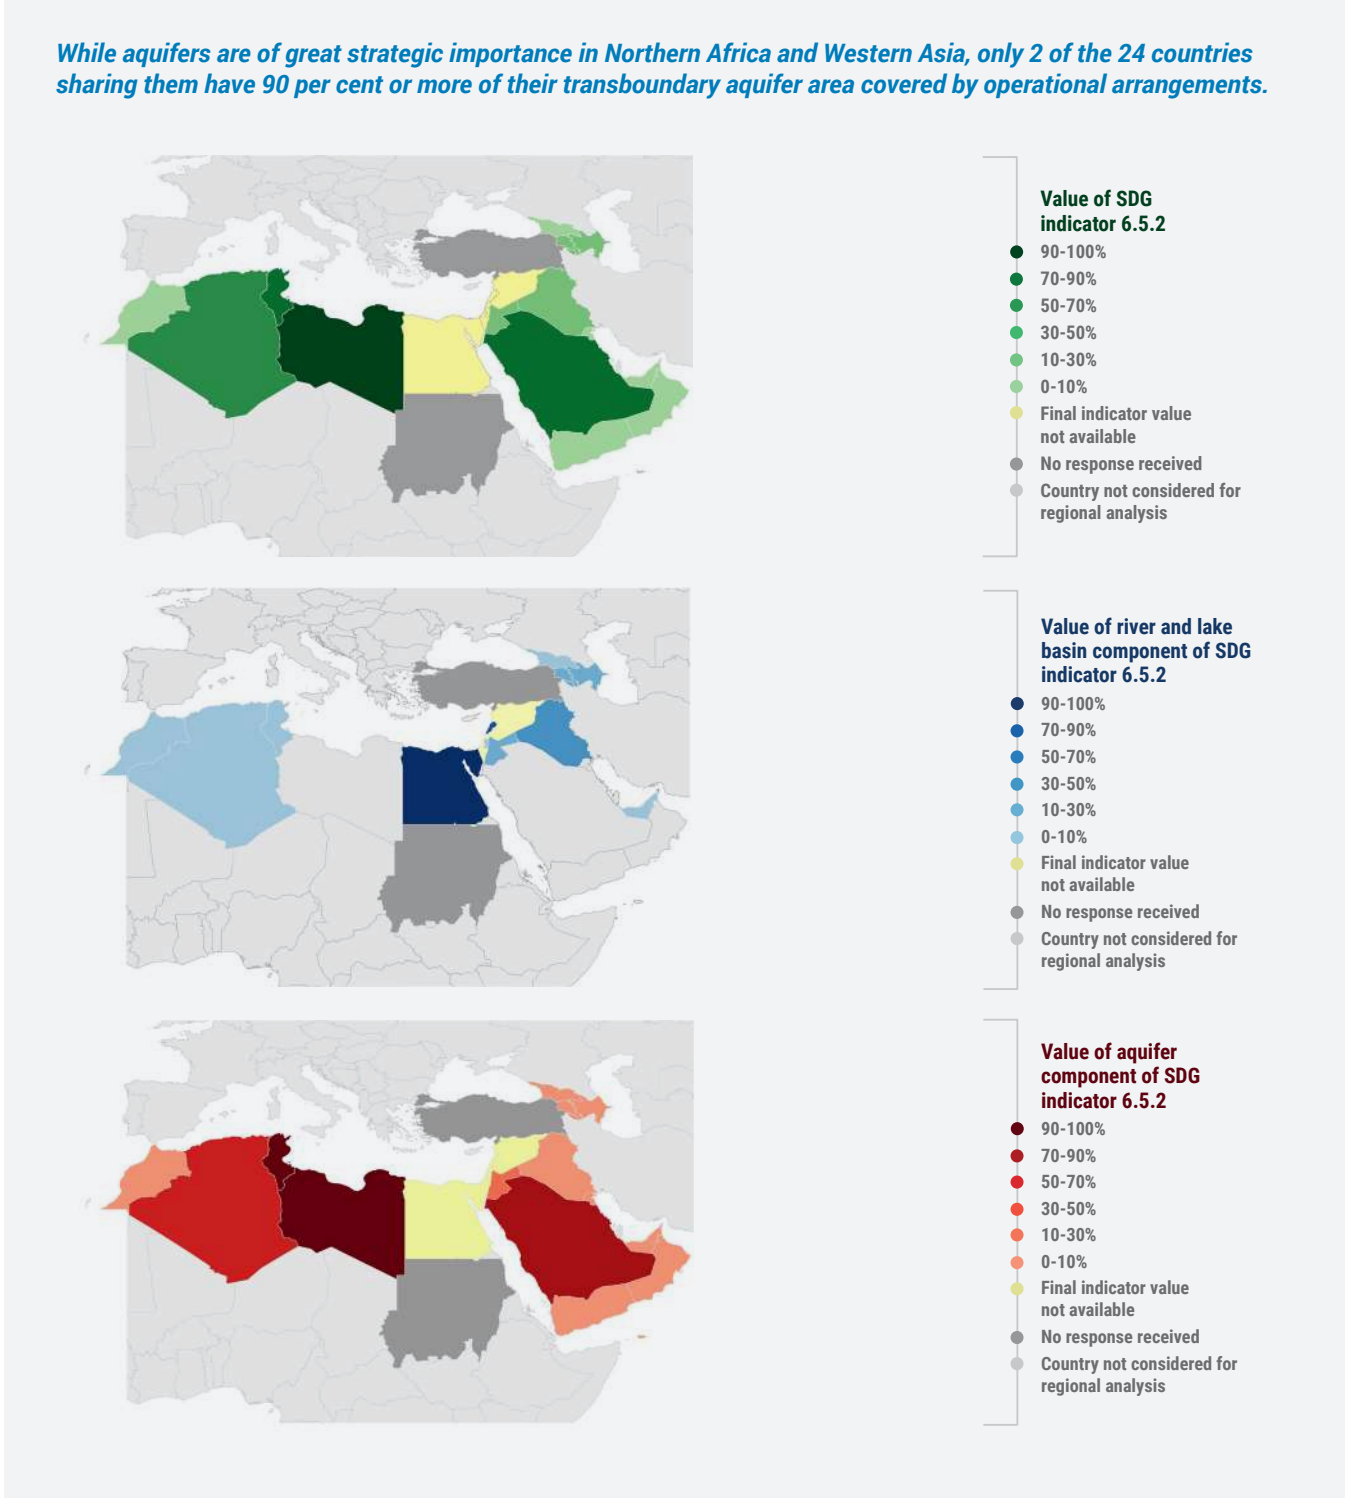 While aquifers are of great strategic importance in Northern Africa and Western Asia, only 2 of the 24 countries
sharing them have 90 per cent or more of their transboundary aquifer area covered by operational arrangements.
Value of SDG
indicator 6.5.2
90-100%
70-90%
50-70%
30-50%
10-30%
0-10%
Final indicator value
not available
No response received
Country not considered for
regional analysis
Value of river and lake
basin component of SDG
indicator 6.5.2
90-100%
70-90%
50-70%
30-50%
10-30%
0-10%
Final indicator value
not available
No response received
Country not considered for
regional analysis
Value of aquifer
component of SDG
indicator 6.5.2
90-100%
70-90%
50-70%
30-50%
10-30%
0-10%
Final indicator value
not available
No response received
Country not considered for
regional analysis